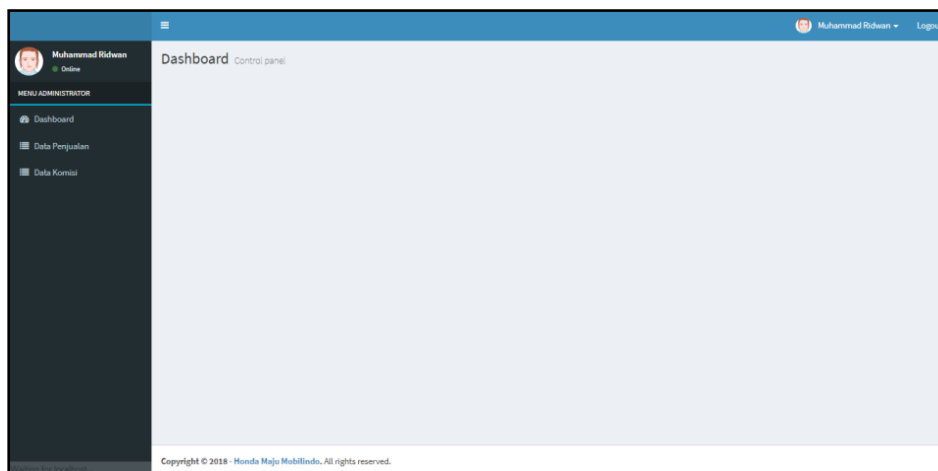 Muhammad Ridwan
Logou
Muhammad Ridwan
Online
Dashboard Control panel
MENU ADMINISTRATOR
Dashboard
Data Penjualan
Data Komisi
Copyright © 2018 - Honda Maju Mobilindo. All rights reserved.